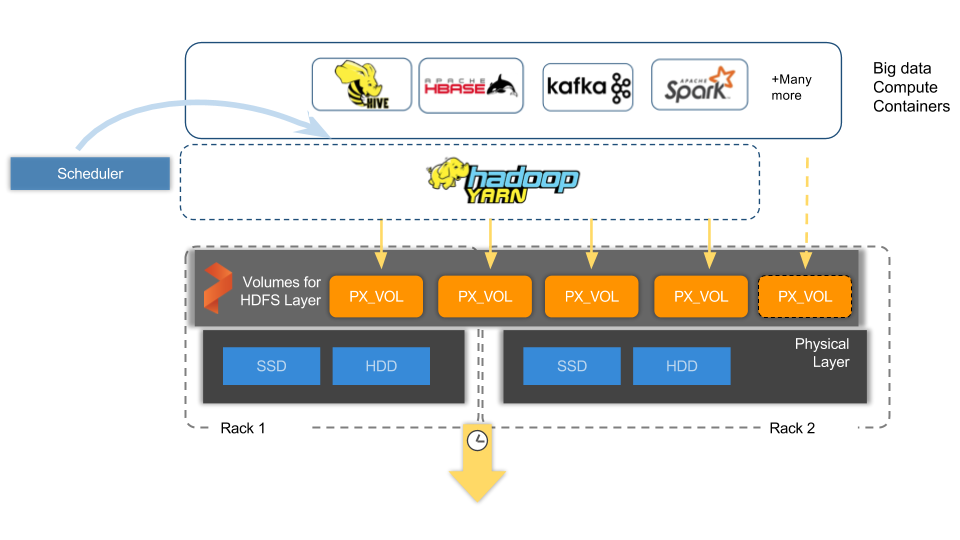 HIVE
APACHE
HBASE
kafka
APACHE
Spark
+Many
more
Big data
Compute
Containers
Scheduler
hadoop
YARN
Volumes for
HDFS Layer
PX_VOL
PX_VOL
PX_VOL
PX_VOL
PX_VOL
Physical
Layer
SSD
HDD
SSD
HDD
Rack 1
Rack 2